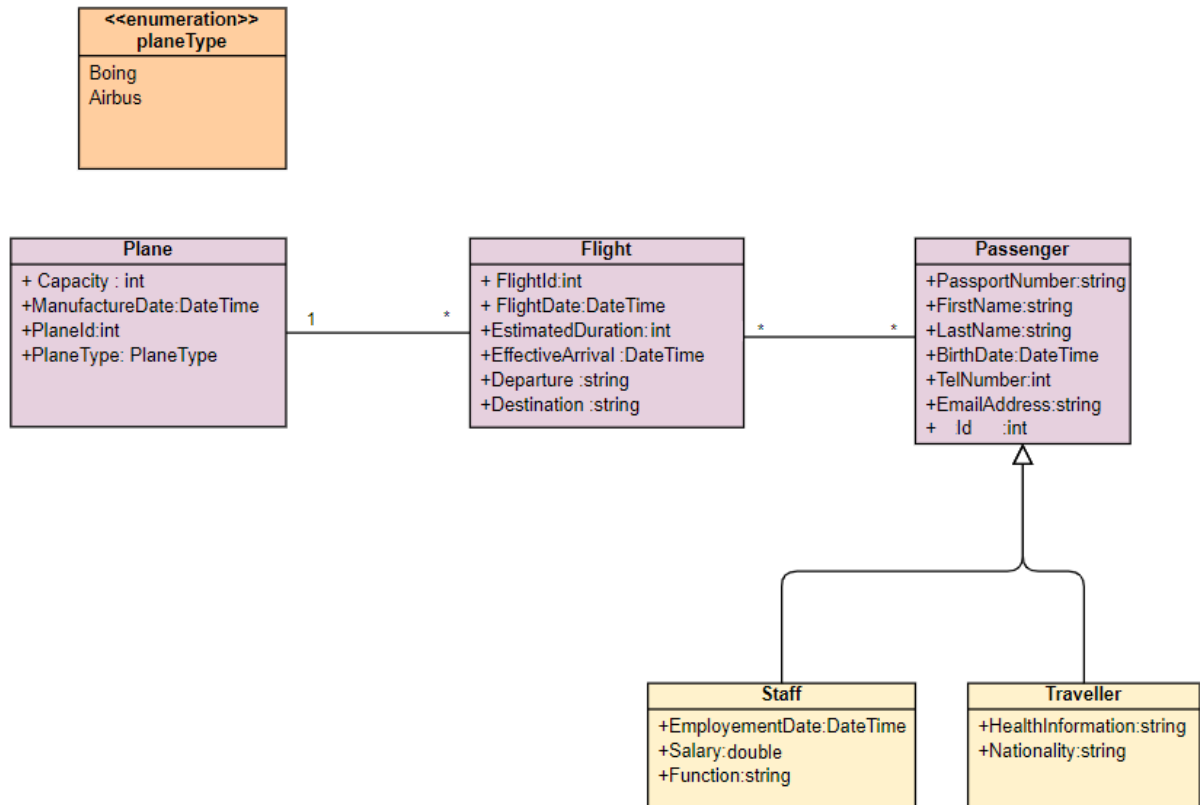 <<enumeration>>
planeType
Boing
Airbus
Plane
+ Capacity : int
+ManufactureDate:DateTime
+PlaneId:int
+PlaneType: PlaneType
1
*
Flight
+ FlightId:int
+ FlightDate:DateTime
+EstimatedDuration:int
+EffectiveArrival :DateTime
+Departure :string
+Destination :string
*
*
Passenger
+PassportNumber:string
+FirstName:string
+LastName:string
+BirthDate:DateTime
+TelNumber:int
+EmailAddress:string
+ Id :int
Staff
+EmployementDate:DateTime
+Salary:double
+Function:string
Traveller
+HealthInformation:string
+Nationality:string